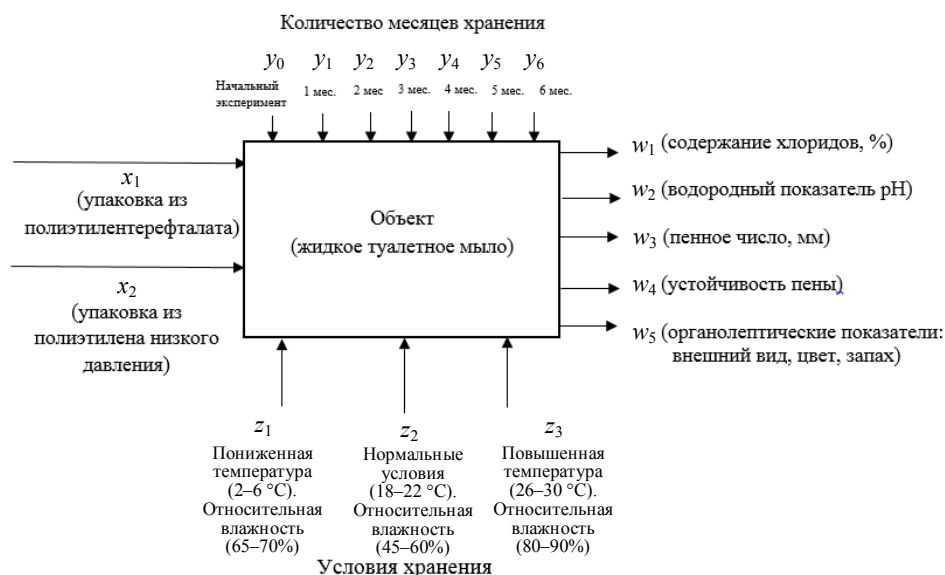 Количество месяцев хранения
y0 y1 y2 y3 y4 y5 y6
Начальный
эксперимент
1 мес. 2 мес 3 мес. 4 мес. 5 мес. 6 мес.
x1
(упаковка из
полиэтилентерефталата)
x2
(упаковка из
полиэтилена низкого
давления)
Объект
(жидкое туалетное мыло)
w1 (содержание хлоридов, %)
w2 (водородный показатель pH)
w3 (пенное число, мм)
w4 (устойчивость пены)
w5 (органолептические показатели:
внешний вид, цвет, запах)
z1
Пониженная
температура
(2–6 °C).
Относительная
влажность
(65–70%)
z2
Нормальные
условия
(18–22 °C).
Относительная
влажность
(45–60%)
z3
Повышенная
температура
(26–30 °C).
Относительная
влажность
(80–90%)
Условия хранения